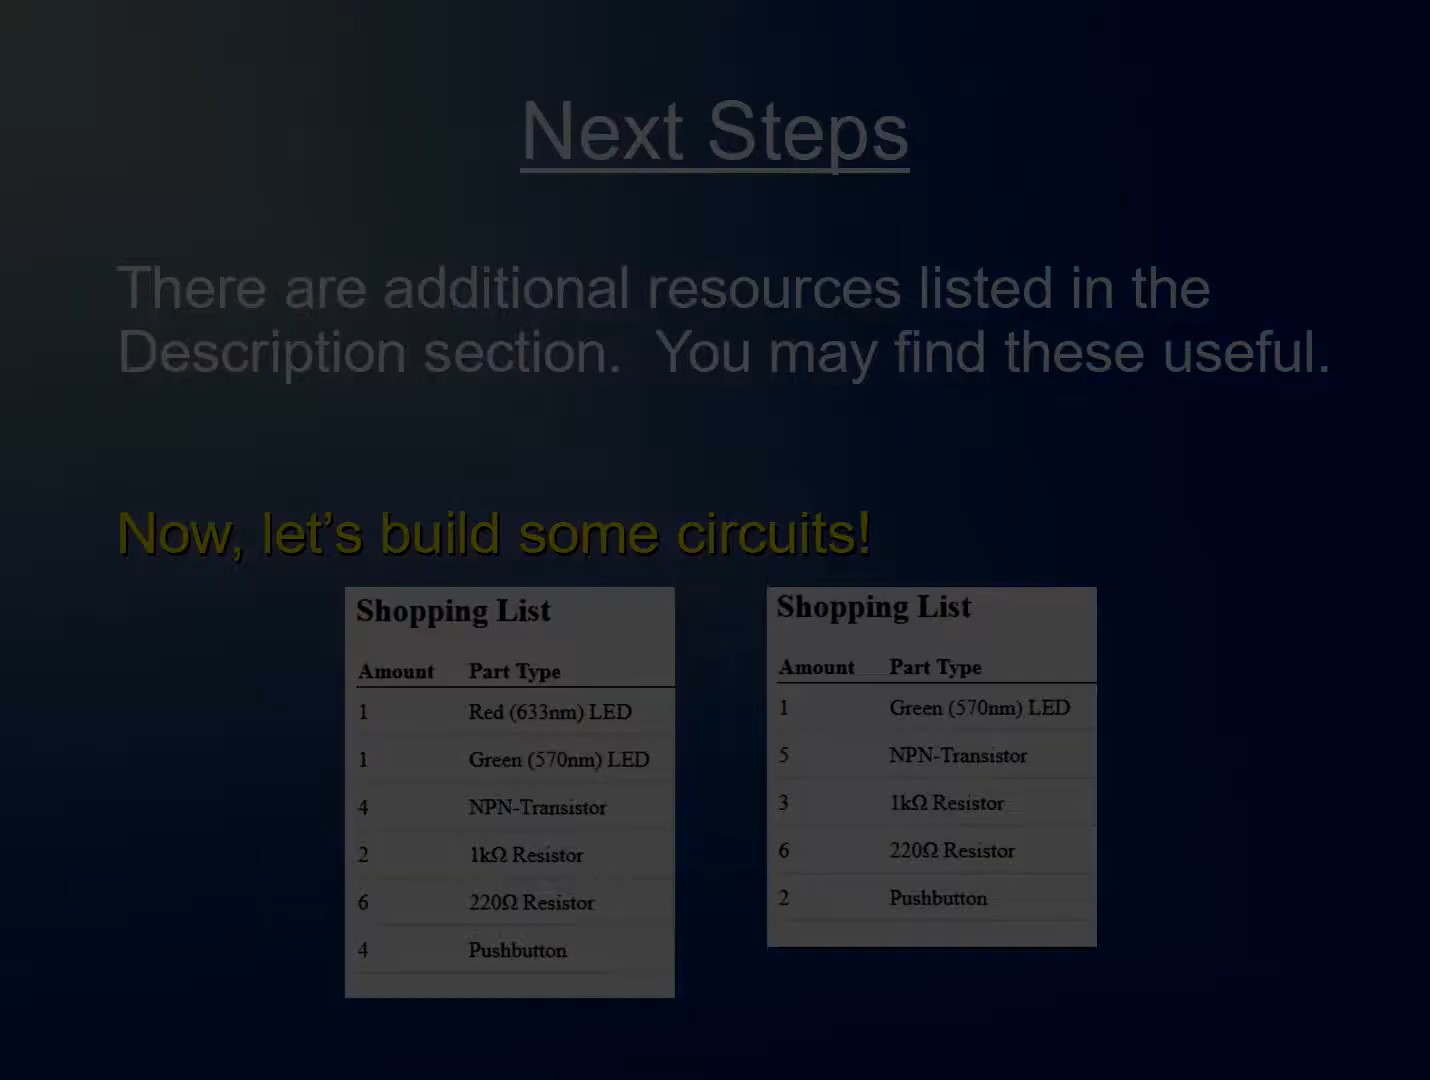 Next Steps
There are additional resources listed in the
Description section.  You may find these useful.
Now, let’s build some circuits!
Shopping List
Amount Part Type
1 Red (633nm) LED
1 Green (570nm) LED
4 NPN-Transistor
2 1kΩ Resistor
6 220Ω Resistor
4 Pushbutton
Shopping List
Amount Part Type
1 Green (570nm) LED
5 NPN-Transistor
3 1kΩ Resistor
6 220Ω Resistor
2 Pushbutton